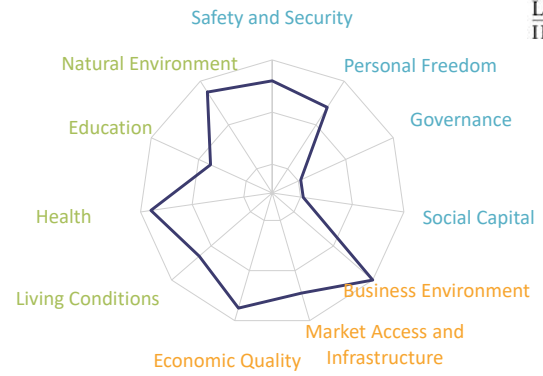 Safety and Security
Natural Environment
Personal Freedom
Education
Governance
Health
Social Capital
Business Environment
Living Conditions
Market Access and
Infrastructure
Economic Quality